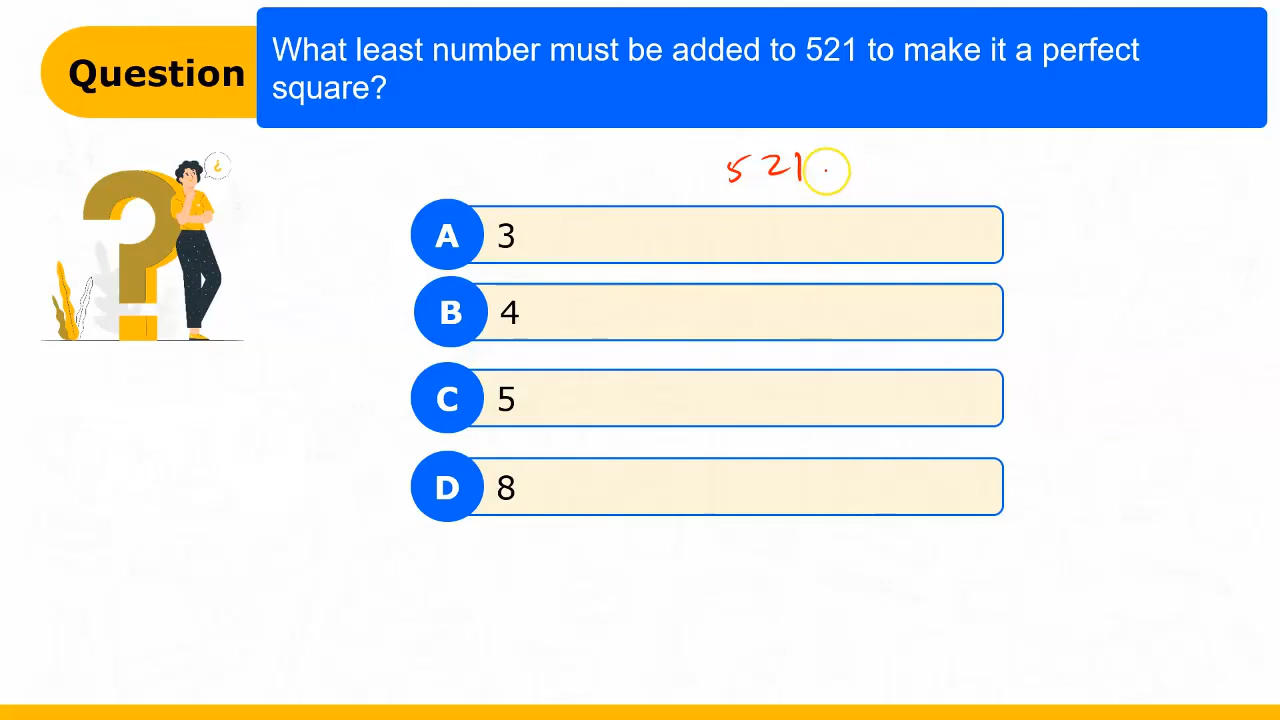 Question
What least number must be added to 521 to make it a perfect
square?
¿
521
A 3
B 4
C 5
D 8